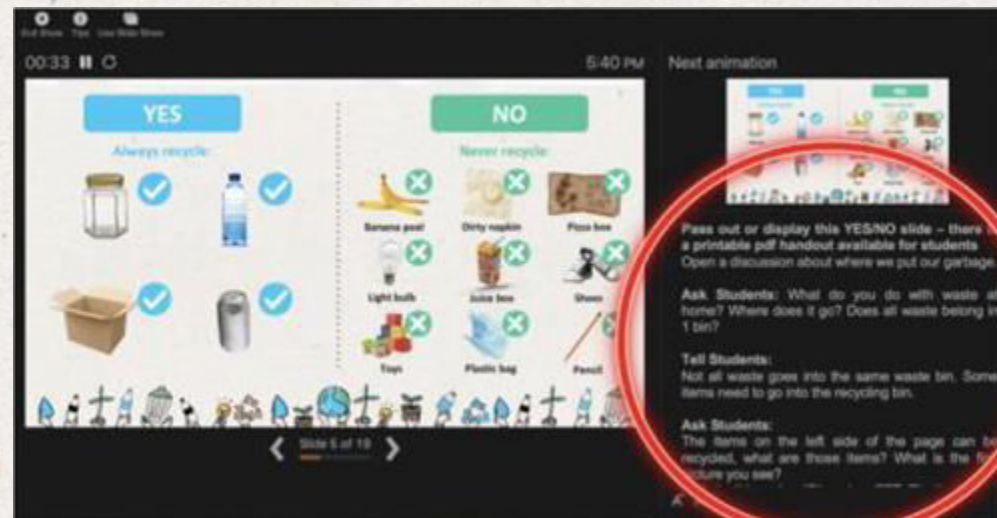 End Show Tips Use Slide Show
00:33
5:40 PM
Next animation
YES
NO
Always recycle:
Never recycle:
Banana peel
Dirty napkin
Pizza box
Light bulb
Juice box
Shoes
Toys
Plastic bag
Pencil
Slide 5 of 19
YES
NO
Pass out or display this YES/NO slide – there
a printable pdf handout available for students
Open a discussion about where we put our garbage.
Ask Students: What do you do with waste at
home? Where does it go? Does all waste belong in
1 bin?
Tell Students:
Not all waste goes into the same waste bin. Some
items need to go into the recycling bin.
Ask Students:
The items on the left side of the page can be
recycled, what are those items? What is the
picture you see?